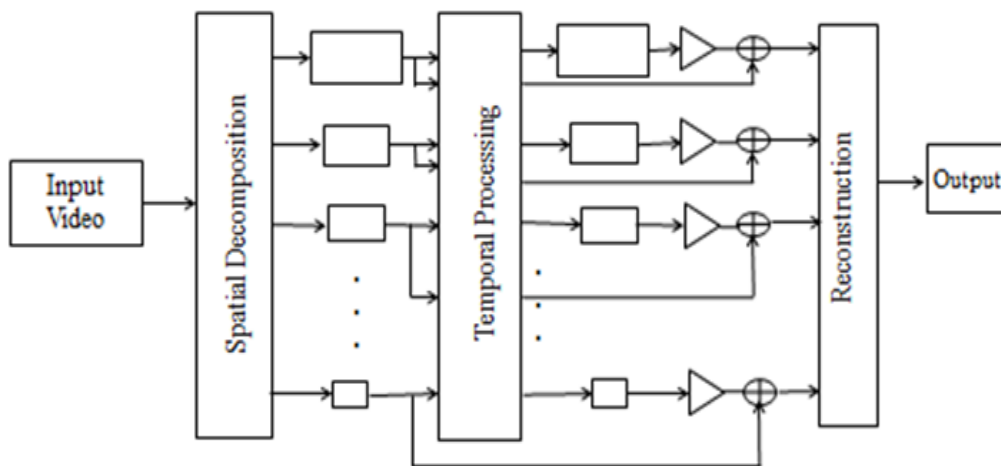 Input
Video
Spatial Decomposition
Temporal Processing
Reconstruction
Output